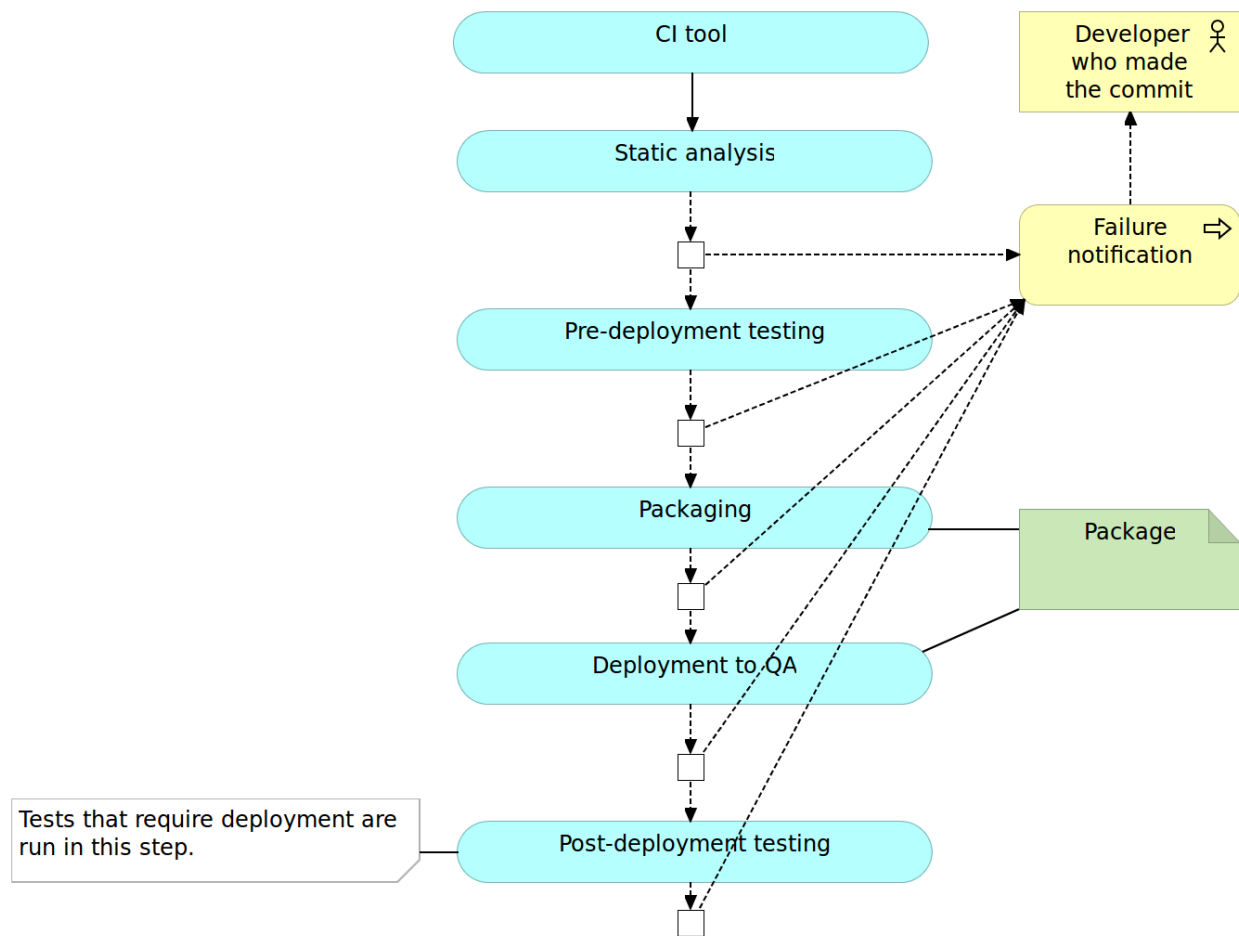 CI tool
Developer
who made
the commit
Static analysis
Failure
notification
Pre-deployment testing
Packaging
Package
Deployment to QA
Tests that require deployment are
run in this step.
Post-deployment testing